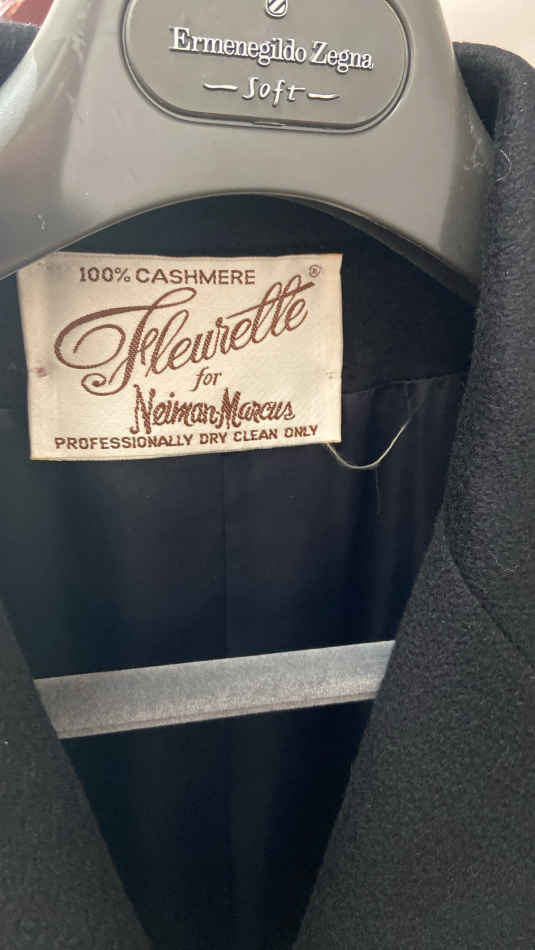 Ermenegildo Zegna
Soft
100% CASHMERE
Fleurette ®
for
Neiman-Marcus
PROFESSIONALLY DRY CLEAN ONLY